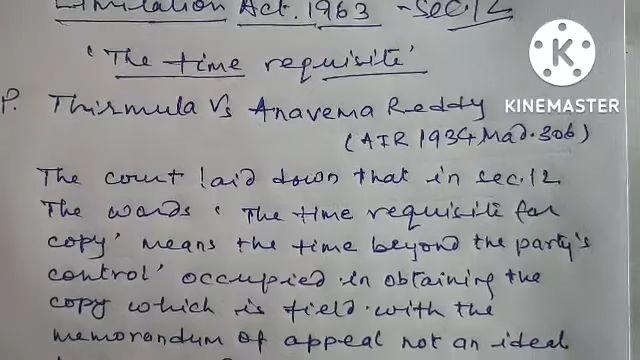 Limitation Act. 1963 - Sec. 12
'The time requisite'
P. Thirmula Vs Anavema Reddy
(AIR 1934 Mad. 306)
The court laid down that in sec. 12
The words 'The time requisite for
copy' means the time beyond the party's
control' occupied in obtaining the
copy which is field with the
memorandum of appeal not an ideal
K
KINEMASTER